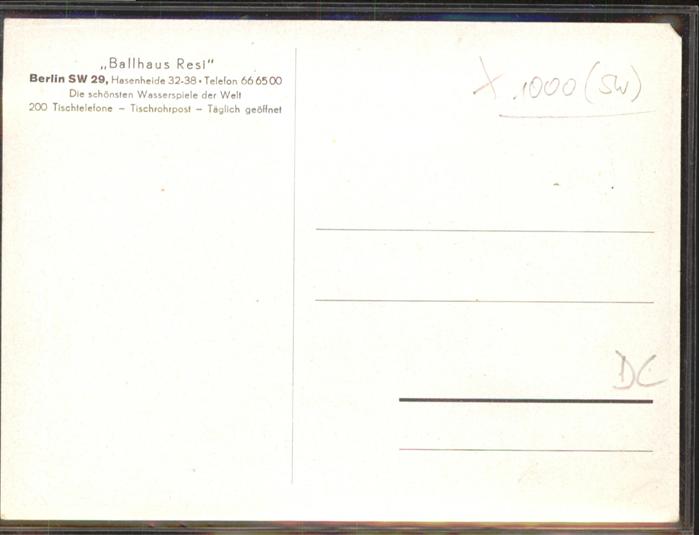 „Ballhaus Resi"
Berlin SW 29, Hasenheide 32-38 • Telefon 66 65 00
Die schönsten Wasserspiele der Welt
200 Tischtelefone – Tischrohrpost – Täglich geöffnet
X .1000 (SW)
DC